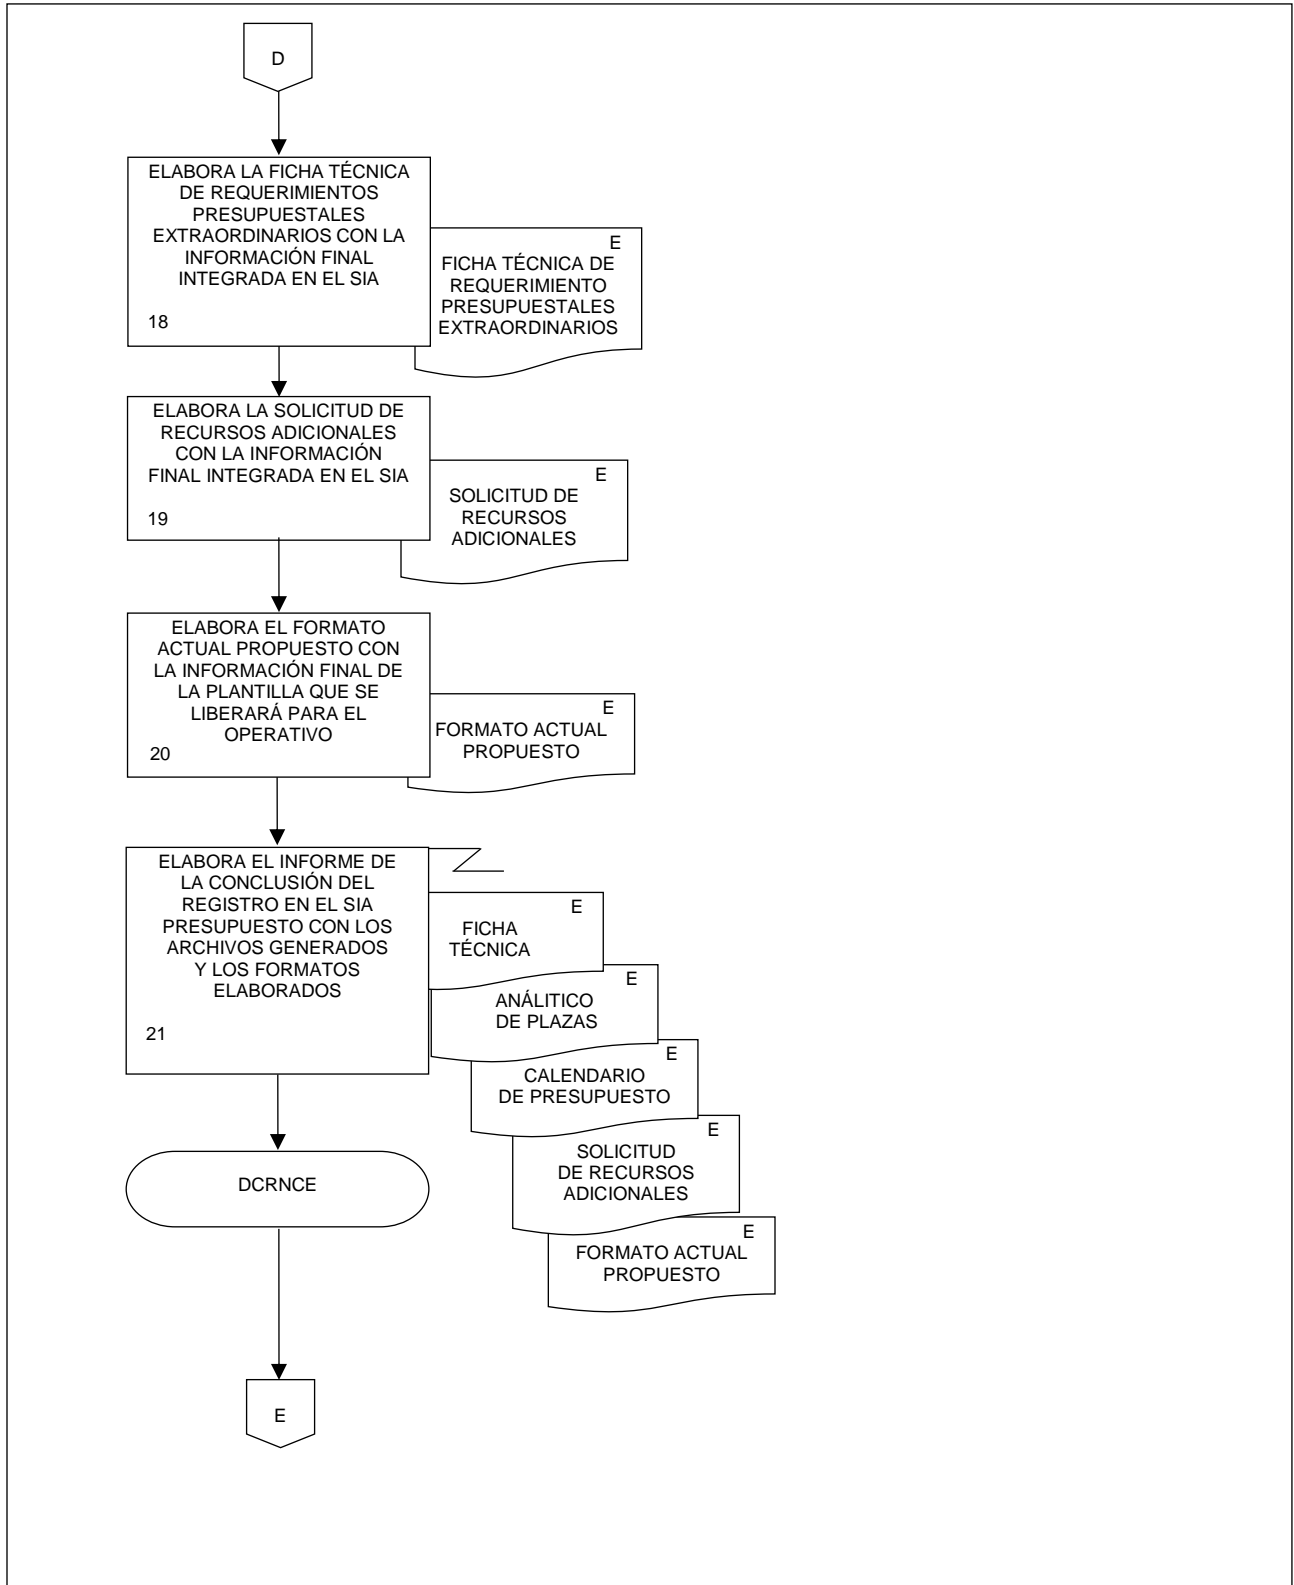 D
ELABORA LA FICHA TÉCNICA
DE REQUERIMIENTOS
PRESUPUESTALES
EXTRAORDINARIOS CON LA
INFORMACIÓN FINAL
INTEGRADA EN EL SIA
18
E
FICHA TÉCNICA DE
REQUERIMIENTO
PRESUPUESTALES
EXTRAORDINARIOS
ELABORA LA SOLICITUD DE
RECURSOS ADICIONALES
CON LA INFORMACIÓN
FINAL INTEGRADA EN EL SIA
19
E
SOLICITUD DE
RECURSOS
ADICIONALES
ELABORA EL FORMATO
ACTUAL PROPUESTO CON
LA INFORMACIÓN FINAL DE
LA PLANTILLA QUE SE
LIBERARÁ PARA EL
OPERATIVO
20
E
FORMATO ACTUAL
PROPUESTO
ELABORA EL INFORME DE
LA CONCLUSIÓN DEL
REGISTRO EN EL SIA
PRESUPUESTO CON LOS
ARCHIVOS GENERADOS
Y LOS FORMATOS
ELABORADOS
21
E
FICHA
TÉCNICA
E
ANÁLITICO
DE PLAZAS
E
CALENDARIO
DE PRESUPUESTO
E
SOLICITUD
DE RECURSOS
ADICIONALES
E
FORMATO ACTUAL
PROPUESTO
DCRNCE
E